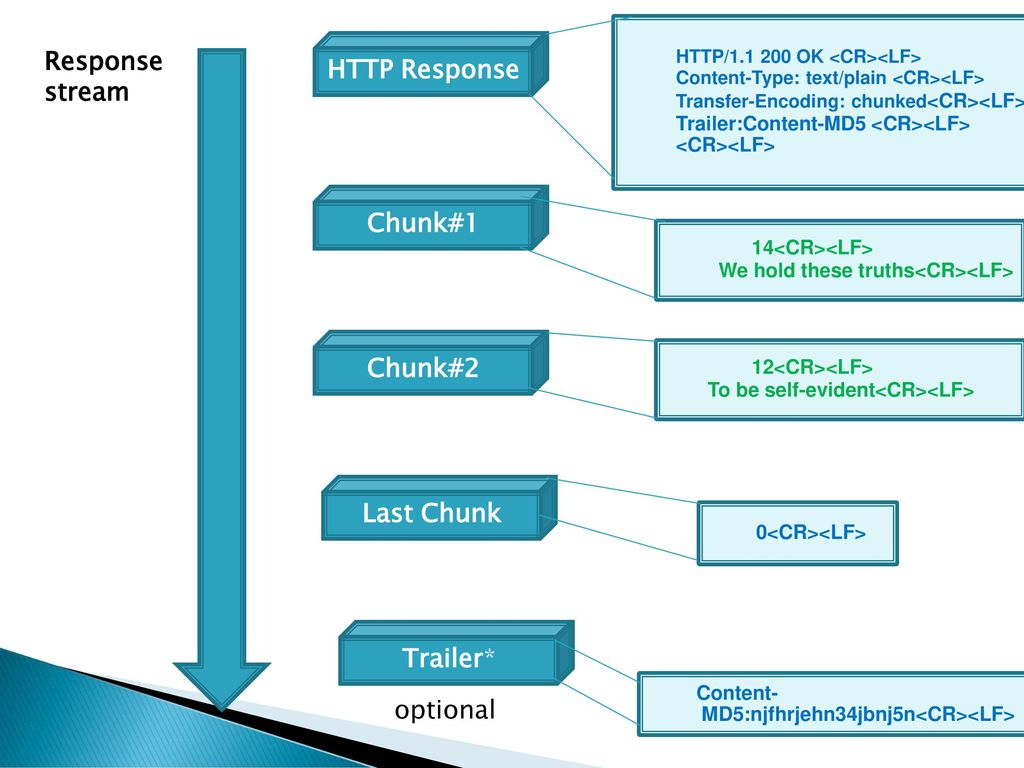 Response
stream
HTTP Response
HTTP/1.1 200 OK <CR><LF>
Content-Type: text/plain <CR><LF>
Transfer-Encoding: chunked<CR><LF>
Trailer:Content-MD5 <CR><LF>
<CR><LF>
Chunk#1
14<CR><LF>
We hold these truths<CR><LF>
Chunk#2
12<CR><LF>
To be self-evident<CR><LF>
Last Chunk
0<CR><LF>
Trailer*
optional
Content-
MD5:njfhrjehn34jbnj5n<CR><LF>